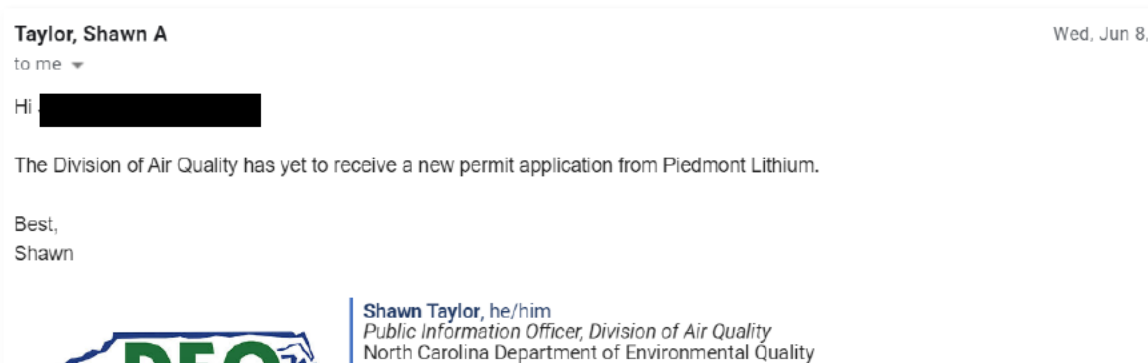 Taylor, Shawn A
Wed, Jun 8,
to me
Hi
The Division of Air Quality has yet to receive a new permit application from Piedmont Lithium.
Best,
Shawn
Shawn Taylor, he/him
Public Information Officer, Division of Air Quality
North Carolina Department of Environmental Quality
DEQ